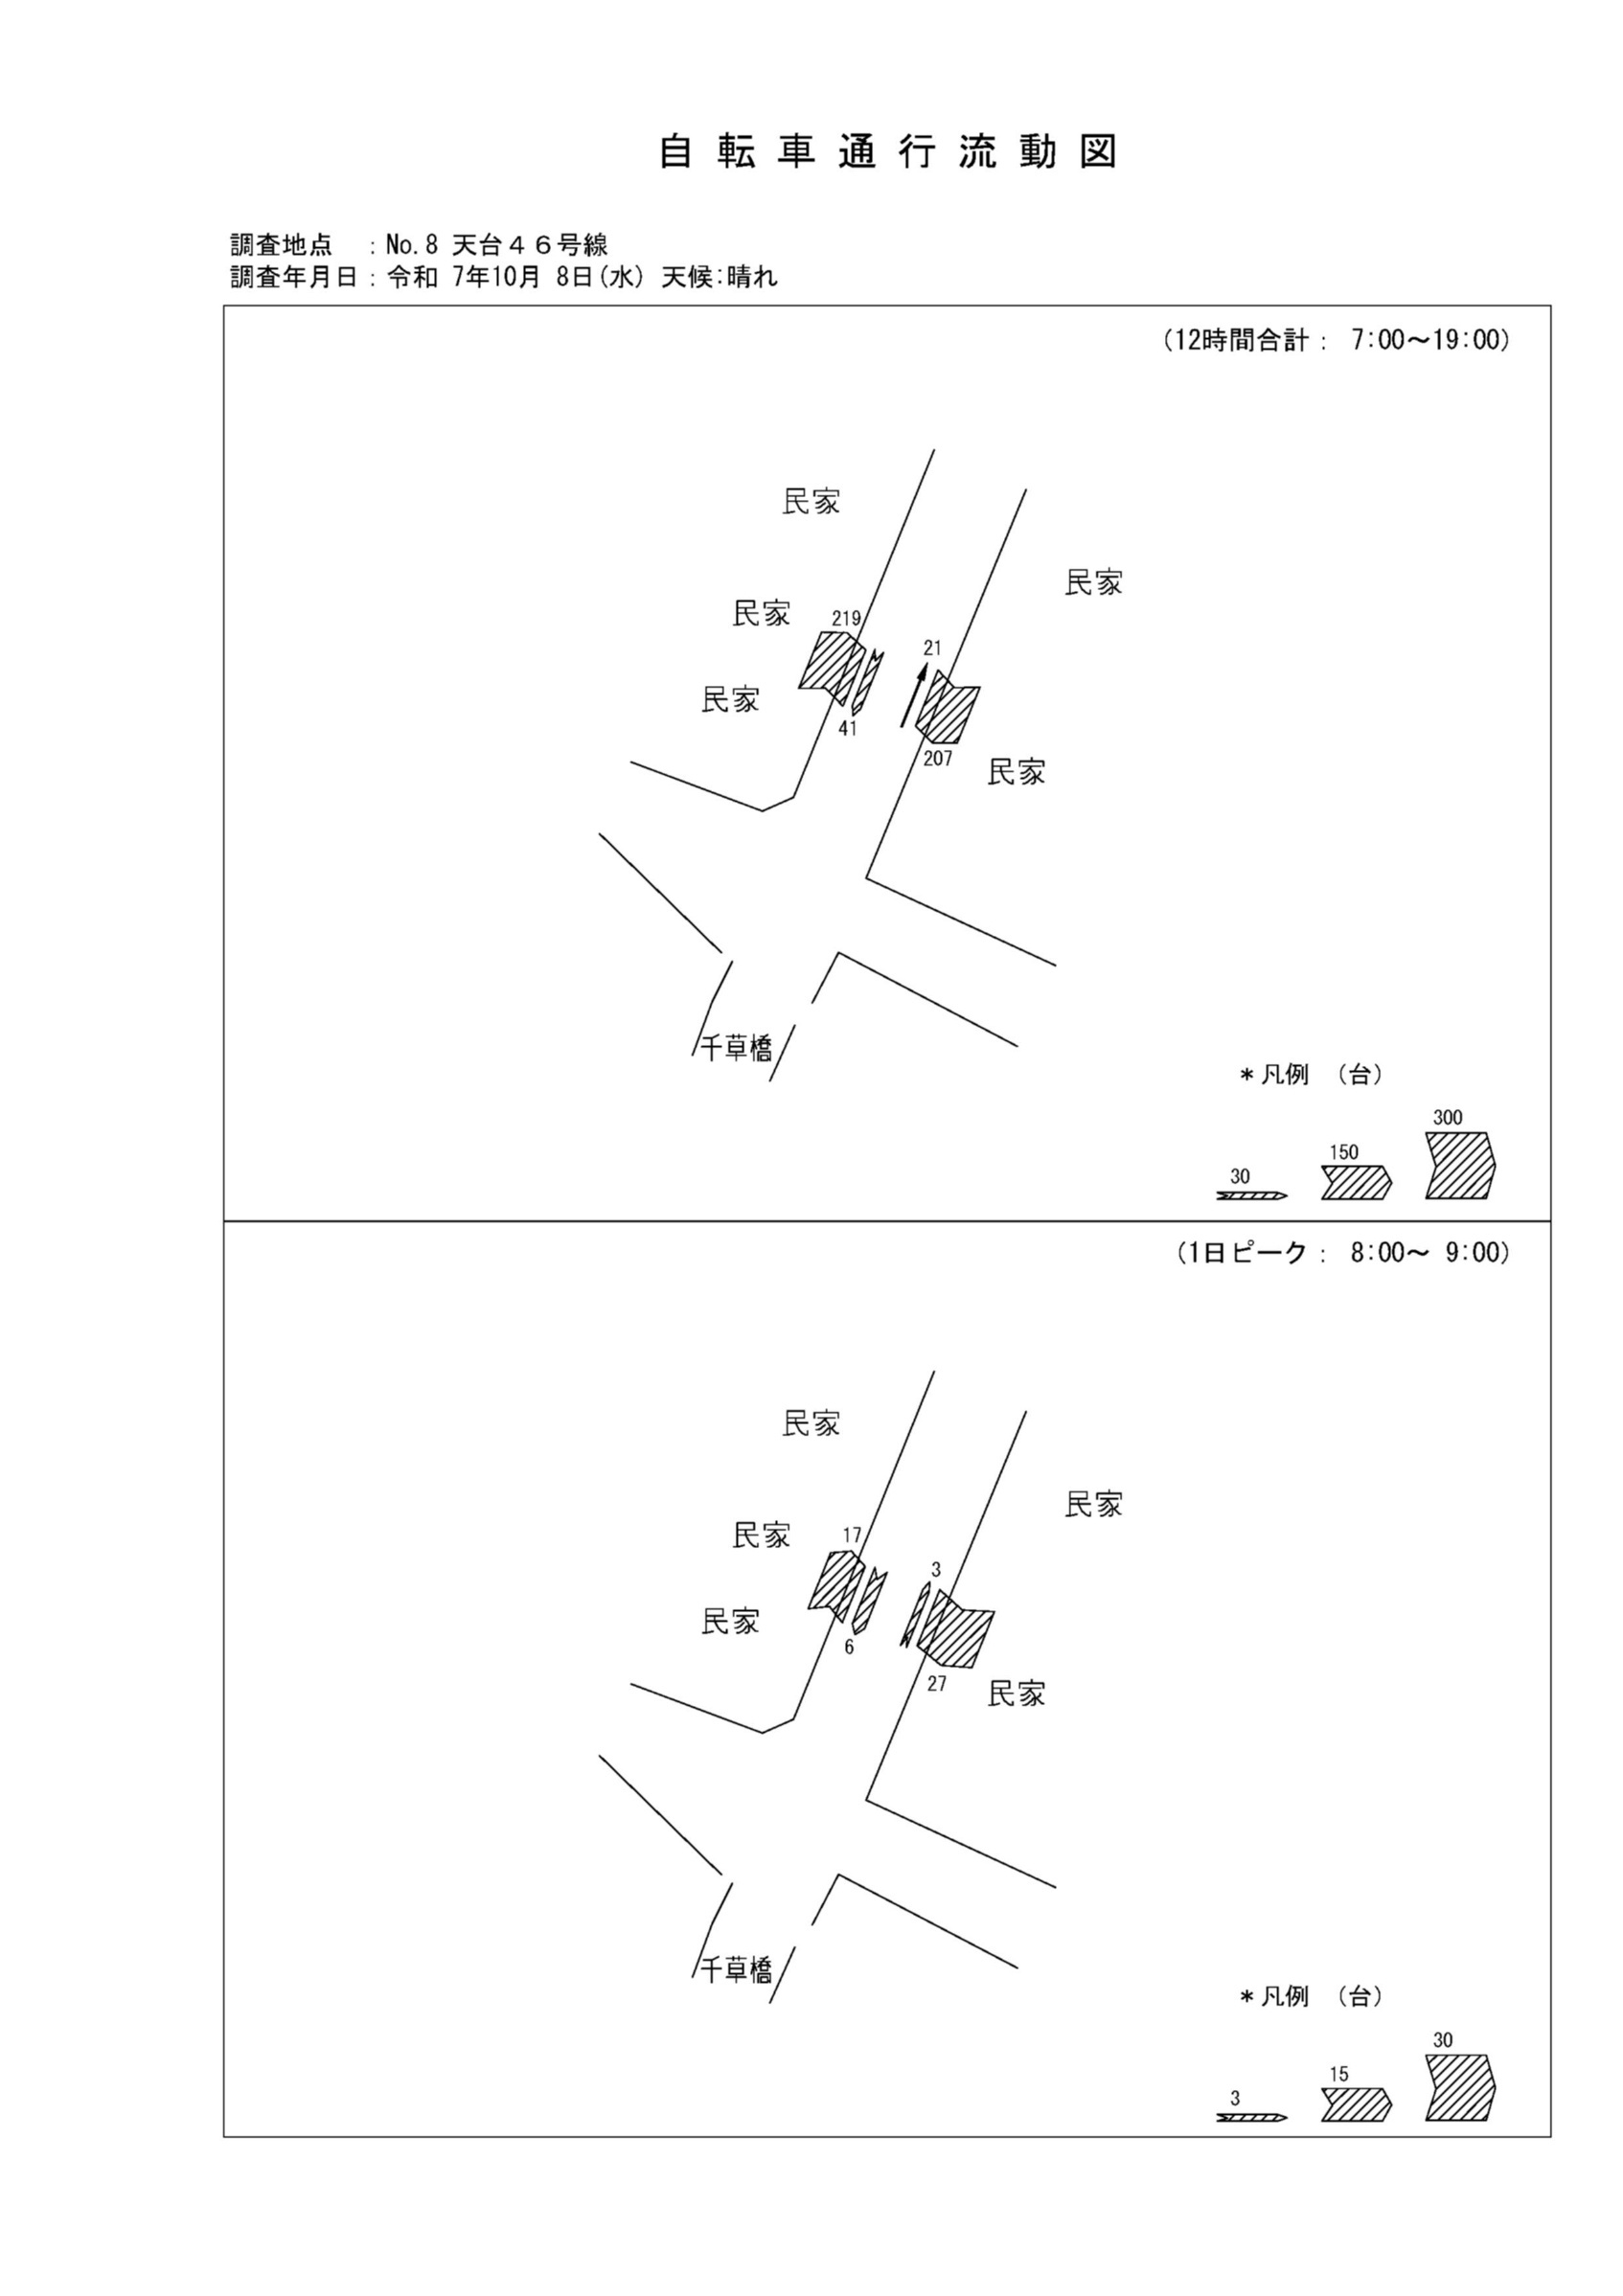 自転車通行流動図
調査地点 : No.8 天台４６号線
調査年月日 : 令和 7年10月 8日(水) 天候:晴れ
(12時間合計 : 7:00～19:00)
民家
民家
民家
219
21
民家
41
207
民家
千草橋
*凡例 (台)
300
150
30
(1日ピーク : 8:00～ 9:00)
民家
民家
民家
17
3
民家
6
27
民家
千草橋
*凡例 (台)
30
15
3